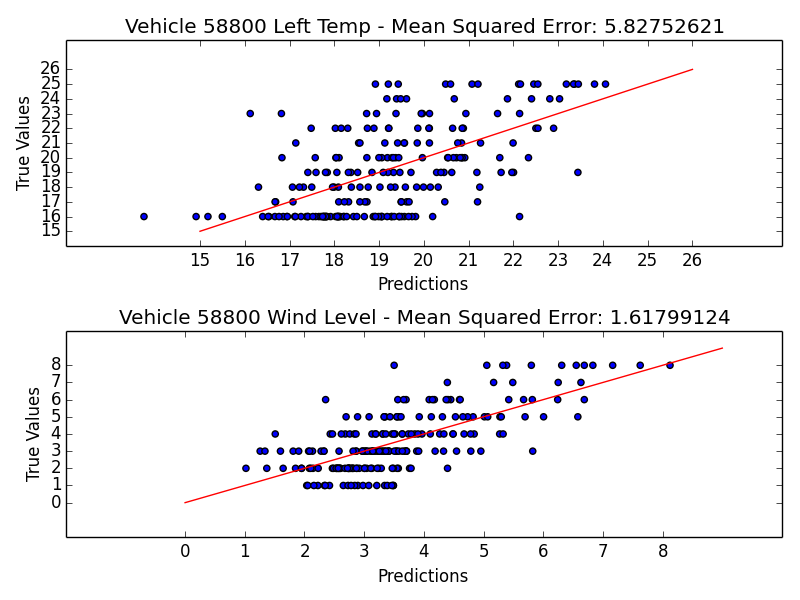 Vehicle 58800 Left Temp - Mean Squared Error: 5.82752621
26
25
24
23
22
21
20
19
18
17
16
15
True Values
15 16 17 18 19 20 21 22 23 24 25 26
Predictions
Vehicle 58800 Wind Level - Mean Squared Error: 1.61799124
8
7
6
5
4
3
2
1
0
True Values
0 1 2 3 4 5 6 7 8
Predictions